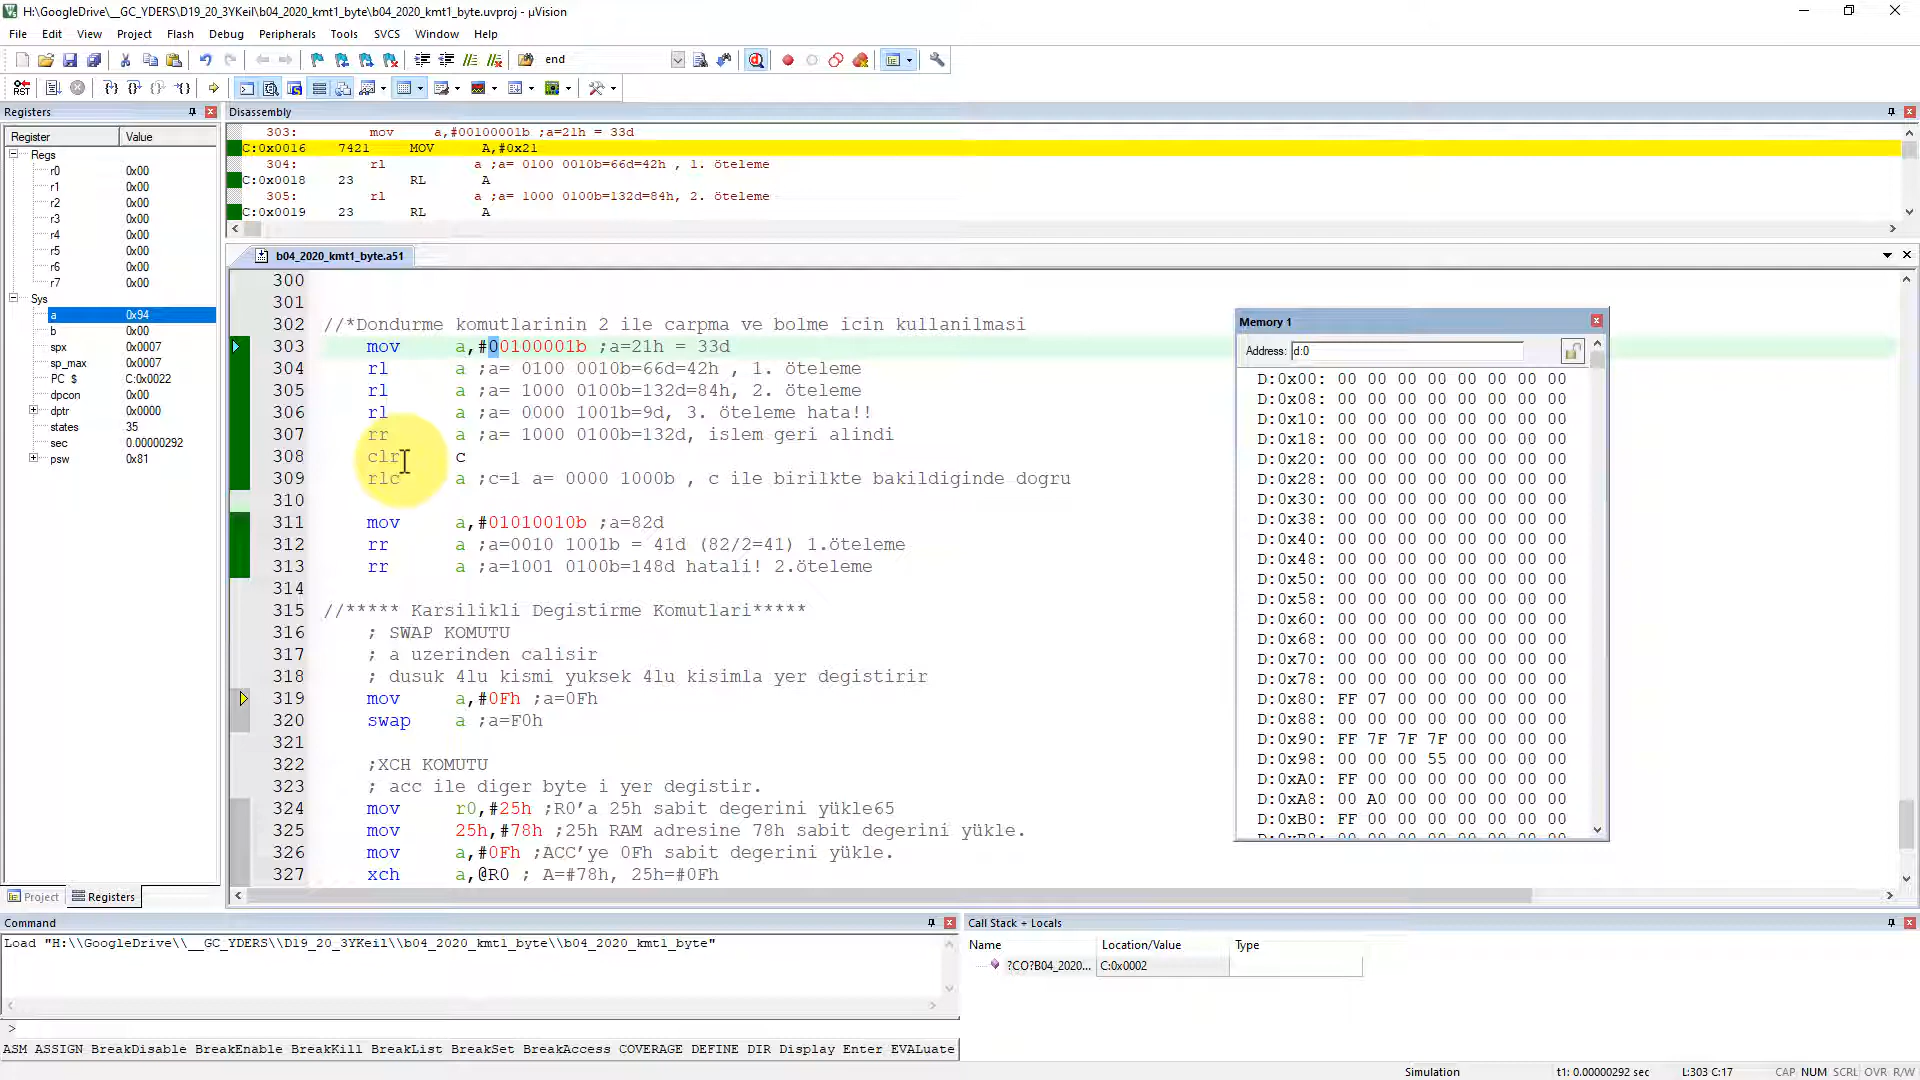 H:\GoogleDrive\__GC_YDERS\D19_20_3YKeil\b04_2020_kmt1_byte\b04_2020_kmt1_byte.uvproj - µVision
File Edit View Project Flash Debug Peripherals Tools SVCS Window Help
end
RST
Registers
Register Value
Regs
r0 0x00
r1 0x00
r2 0x00
r3 0x00
r4 0x00
r5 0x00
r6 0x00
r7 0x00
Sys
a 0x94
b 0x00
spx 0x0007
sp_max 0x0007
PC $ C:0x0022
dpcon 0x00
dptr 0x0000
states 35
sec 0.00000292
psw 0x81
Project Registers
Disassembly
303: mov a,#00100001b ;a=21h = 33d
C:0x0016 7421 MOV A,#0x21
304: rl a ;a= 0100 0010b=66d=42h , 1. öteleme
C:0x0018 23 RL A
305: rl a ;a= 1000 0100b=132d=84h, 2. öteleme
C:0x0019 23 RL A
b04_2020_kmt1_byte.a51
300
301
302 //*Dondurme komutlarinin 2 ile carpma ve bolme icin kullanilmasi
303 mov a,#00100001b ;a=21h = 33d
304 rl a ;a= 0100 0010b=66d=42h , 1. öteleme
305 rl a ;a= 1000 0100b=132d=84h, 2. öteleme
306 rl a ;a= 0000 1001b=9d, 3. öteleme hata!!
307 rr a ;a= 1000 0100b=132d, islem geri alindi
308 clr c
309 rlc a ;c=1 a= 0000 1000b , c ile birilkte bakildiginde dogru
310
311 mov a,#01010010b ;a=82d
312 rr a ;a=0010 1001b = 41d (82/2=41) 1.öteleme
313 rr a ;a=1001 0100b=148d hatali! 2.öteleme
314
315 //***** Karsilikli Degistirme Komutlari*****
316 ; SWAP KOMUTU
317 ; a uzerinden calisir
318 ; dusuk 4lu kismi yuksek 4lu kisimla yer degistirir
319 mov a,#0Fh ;a=0Fh
320 swap a ;a=F0h
321
322 ;XCH KOMUTU
323 ; acc ile diger byte i yer degistir.
324 mov r0,#25h ;R0’a 25h sabit degerini yükle65
325 mov 25h,#78h ;25h RAM adresine 78h sabit degerini yükle.
326 mov a,#0Fh ;ACC’ye 0Fh sabit degerini yükle.
327 xch a,@R0 ; A=#78h, 25h=#0Fh
Memory 1
Address: d:0
D:0x00: 00 00 00 00 00 00 00 00
D:0x08: 00 00 00 00 00 00 00 00
D:0x10: 00 00 00 00 00 00 00 00
D:0x18: 00 00 00 00 00 00 00 00
D:0x20: 00 00 00 00 00 00 00 00
D:0x28: 00 00 00 00 00 00 00 00
D:0x30: 00 00 00 00 00 00 00 00
D:0x38: 00 00 00 00 00 00 00 00
D:0x40: 00 00 00 00 00 00 00 00
D:0x48: 00 00 00 00 00 00 00 00
D:0x50: 00 00 00 00 00 00 00 00
D:0x58: 00 00 00 00 00 00 00 00
D:0x60: 00 00 00 00 00 00 00 00
D:0x68: 00 00 00 00 00 00 00 00
D:0x70: 00 00 00 00 00 00 00 00
D:0x78: 00 00 00 00 00 00 00 00
D:0x80: FF 07 00 00 00 00 00 00
D:0x88: 00 00 00 00 00 00 00 00
D:0x90: FF 7F 7F 7F 00 00 00 00
D:0x98: 00 00 00 55 00 00 00 00
D:0xA0: FF 00 00 00 00 00 00 00
D:0xA8: 00 A0 00 00 00 00 00 00
D:0xB0: FF 00 00 00 00 00 00 00
Command
Load "H:\\GoogleDrive\\__GC_YDERS\\D19_20_3YKeil\\b04_2020_kmt1_byte\\b04_2020_kmt1_byte"
>
ASM ASSIGN BreakDisable BreakEnable BreakKill BreakList BreakSet BreakAccess COVERAGE DEFINE DIR Display Enter EVALuate
Call Stack + Locals
Name Location/Value Type
?CO?B04_2020... C:0x0002
Simulation t1: 0.00000292 sec L:303 C:17 CAP NUM SCRL OVR R/W